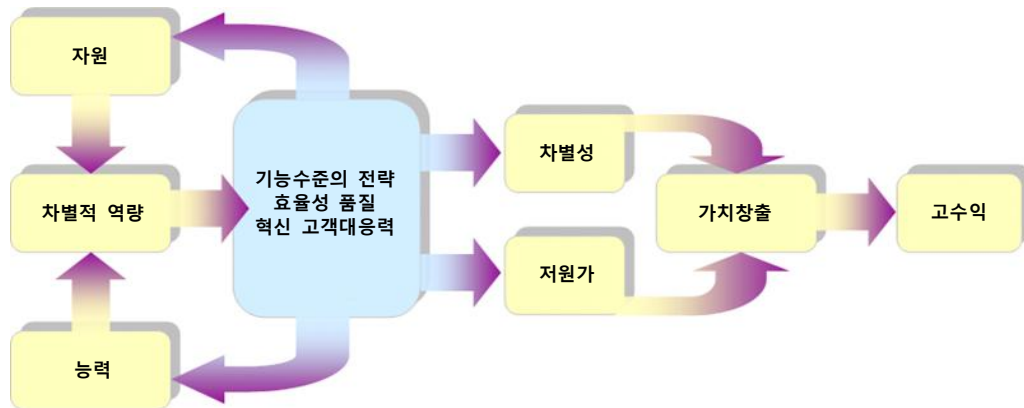 자원
차별적 역량
능력
기능수준의 전략
효율성 품질
혁신 고객대응력
차별성
저원가
가치창출
고수익